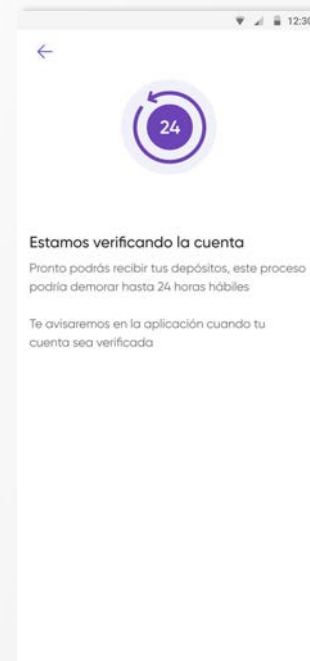 12:30
24
Estamos verificando la cuenta
Pronto podrás recibir tus depósitos, este proceso
podría demorar hasta 24 horas hábiles
Te avisaremos en la aplicación cuando tu
cuenta sea verificada